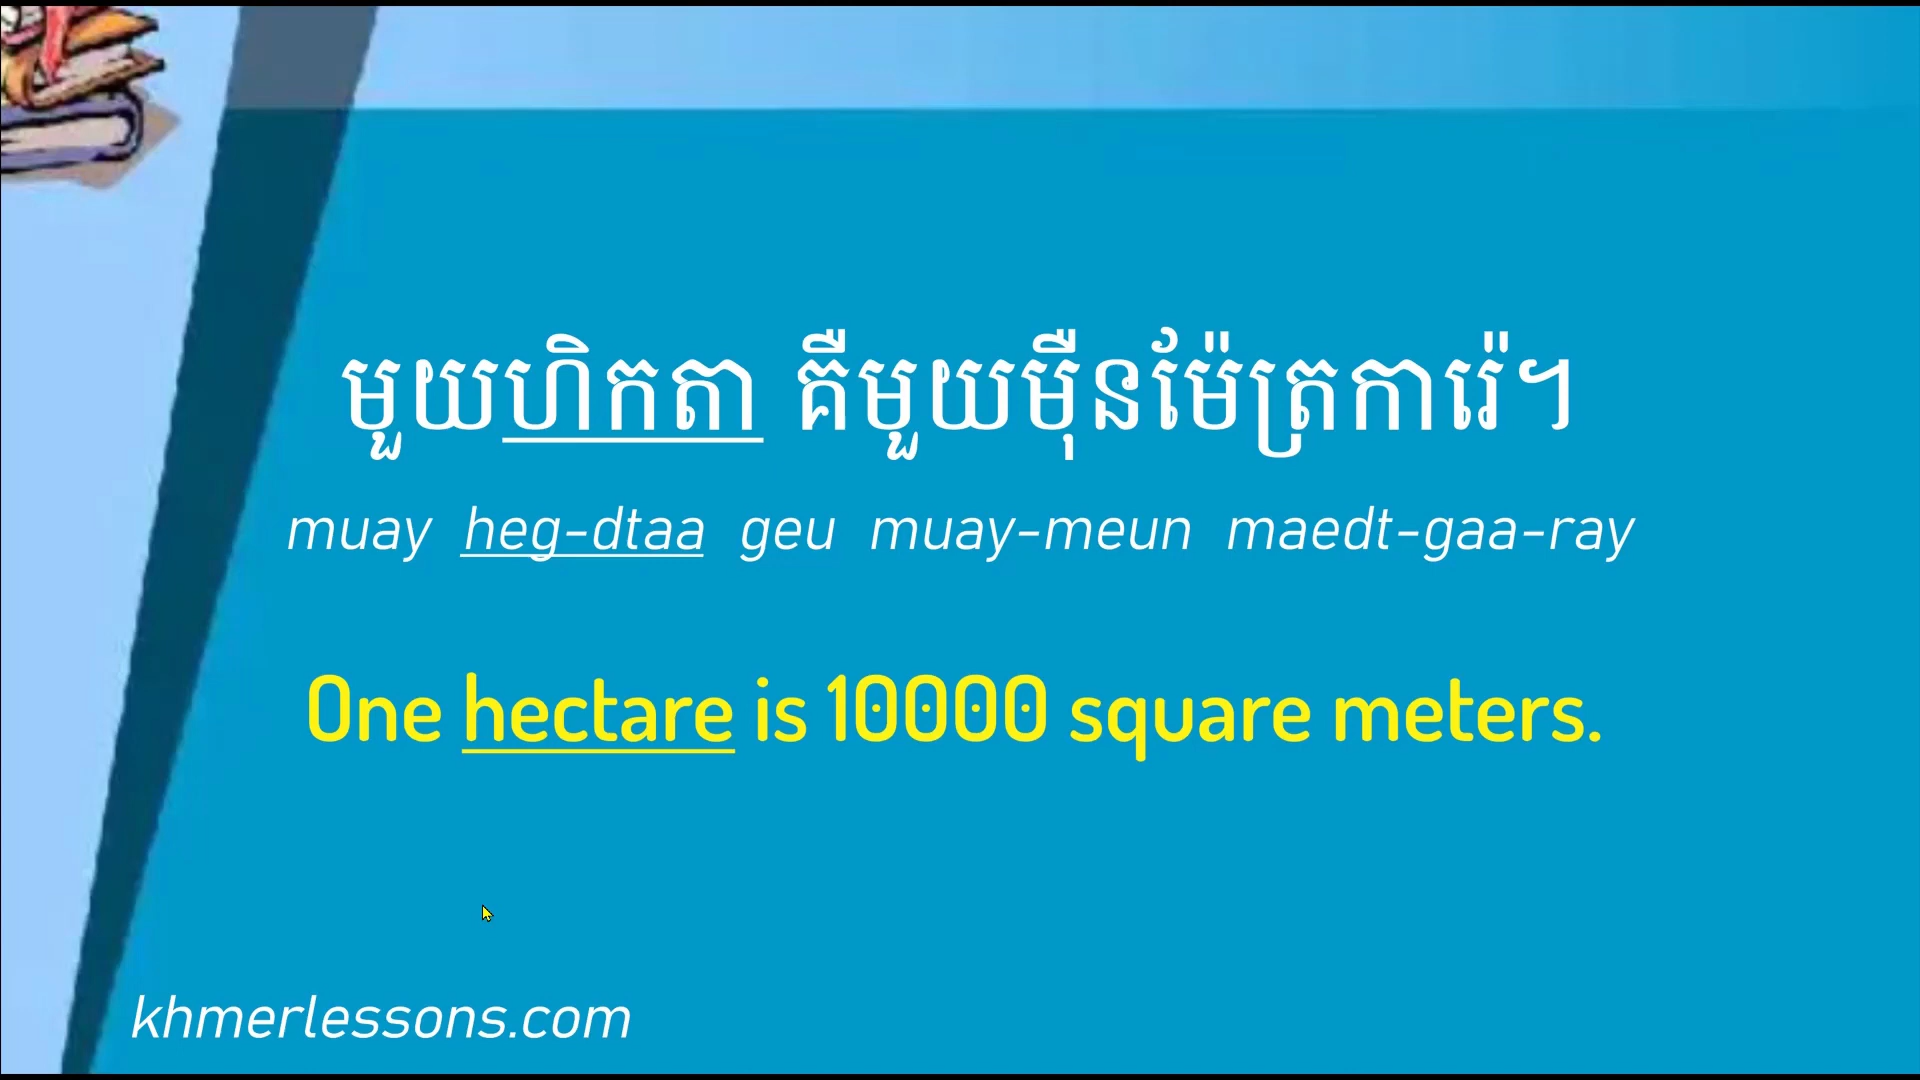 មួយហិកតា គឺមួយម៉ឺនម៉ែត្រការ៉េ។
muay heg-dtaa geu muay-meun maedt-gaa-ray
One hectare is 10000 square meters.
khmerlessons.com